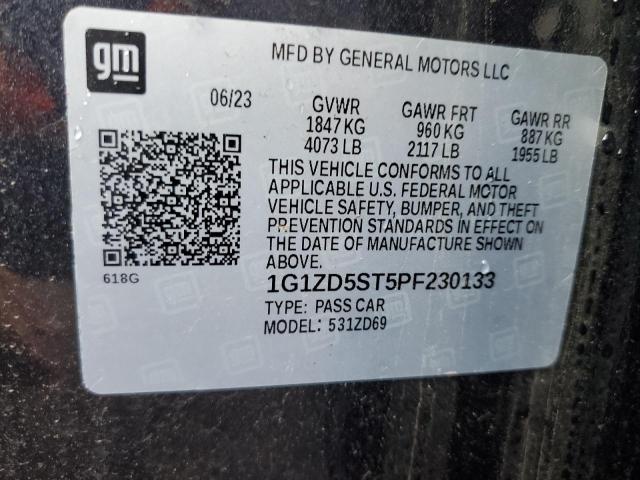 gm
MFD BY GENERAL MOTORS LLC
06/23 GVWR GAWR FRT GAWR RR
1847 KG 960 KG 887 KG
4073 LB 2117 LB 1955 LB
THIS VEHICLE CONFORMS TO ALL
APPLICABLE U.S. FEDERAL MOTOR
VEHICLE SAFETY, BUMPER, AND THEFT
PREVENTION STANDARDS IN EFFECT ON
THE DATE OF MANUFACTURE SHOWN
ABOVE.
618G
1G1ZD5ST5PF230133
TYPE: PASS CAR
MODEL: 531ZD69